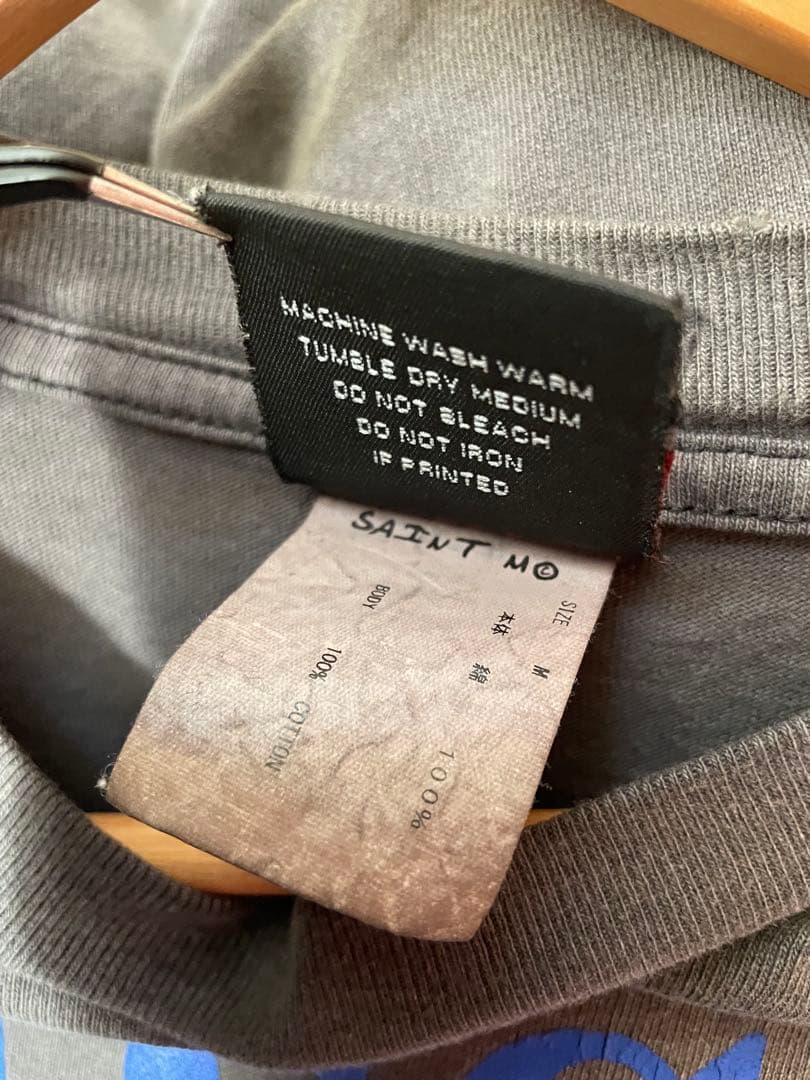 MACHINE WASH WARM
TUMBLE DRY MEDIUM
DO NOT BLEACH
DO NOT IRON
IF PRINTED
SAINT M©
SIZE M
本体 綿 100%
BODY 100% COTTON